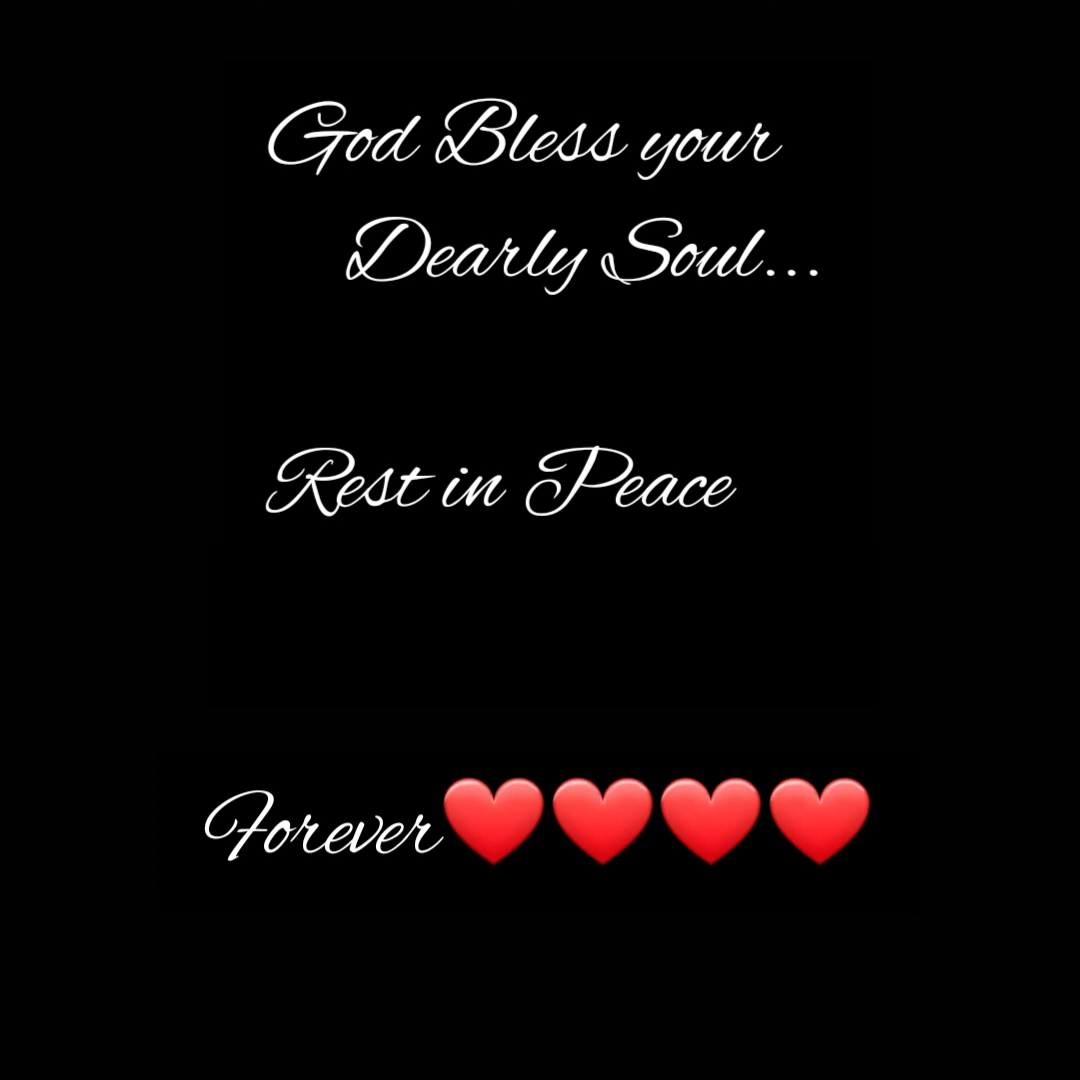 God Bless your
Dearly Soul...
Rest in Peace
Forever❤️❤️❤️❤️